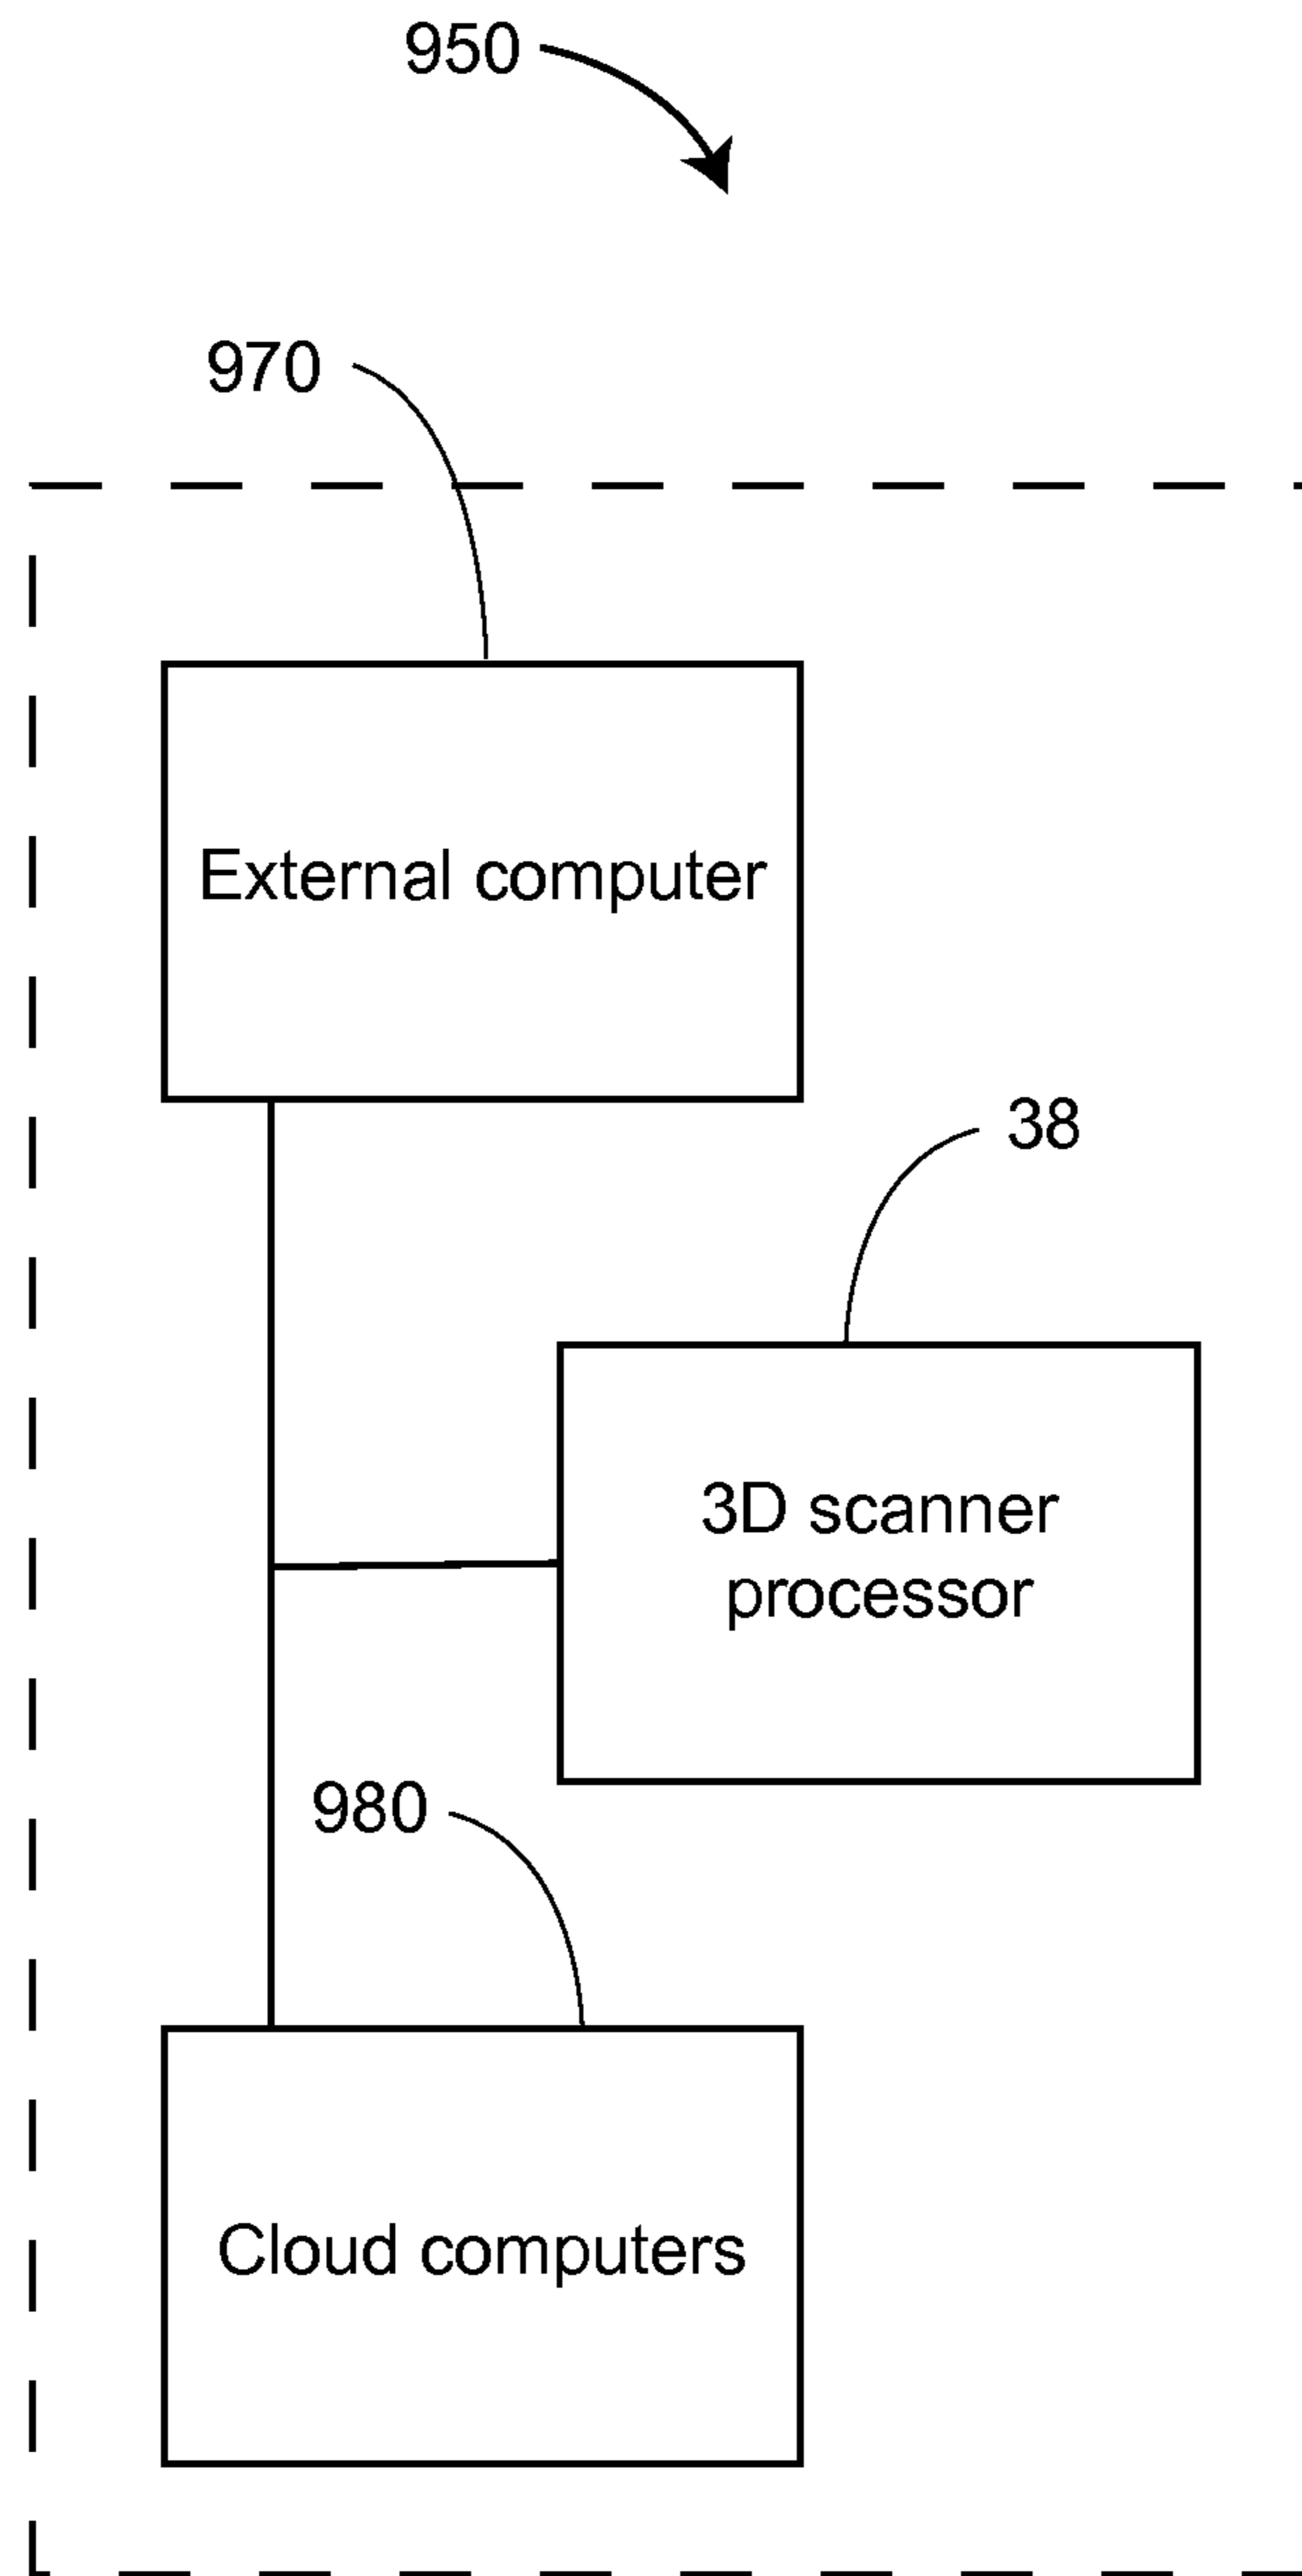 950
970
External computer
38
3D scanner
processor
980
Cloud computers